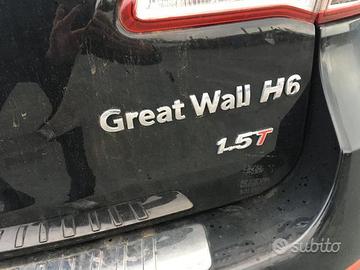 Great Wall H6
1.5T
subito